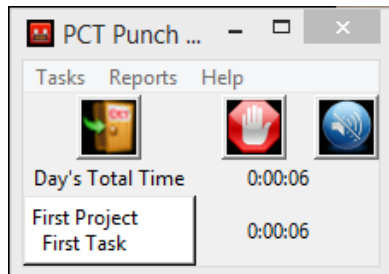 PCT Punch ...
Tasks Reports Help
Day's Total Time 0:00:06
First Project
First Task
0:00:06